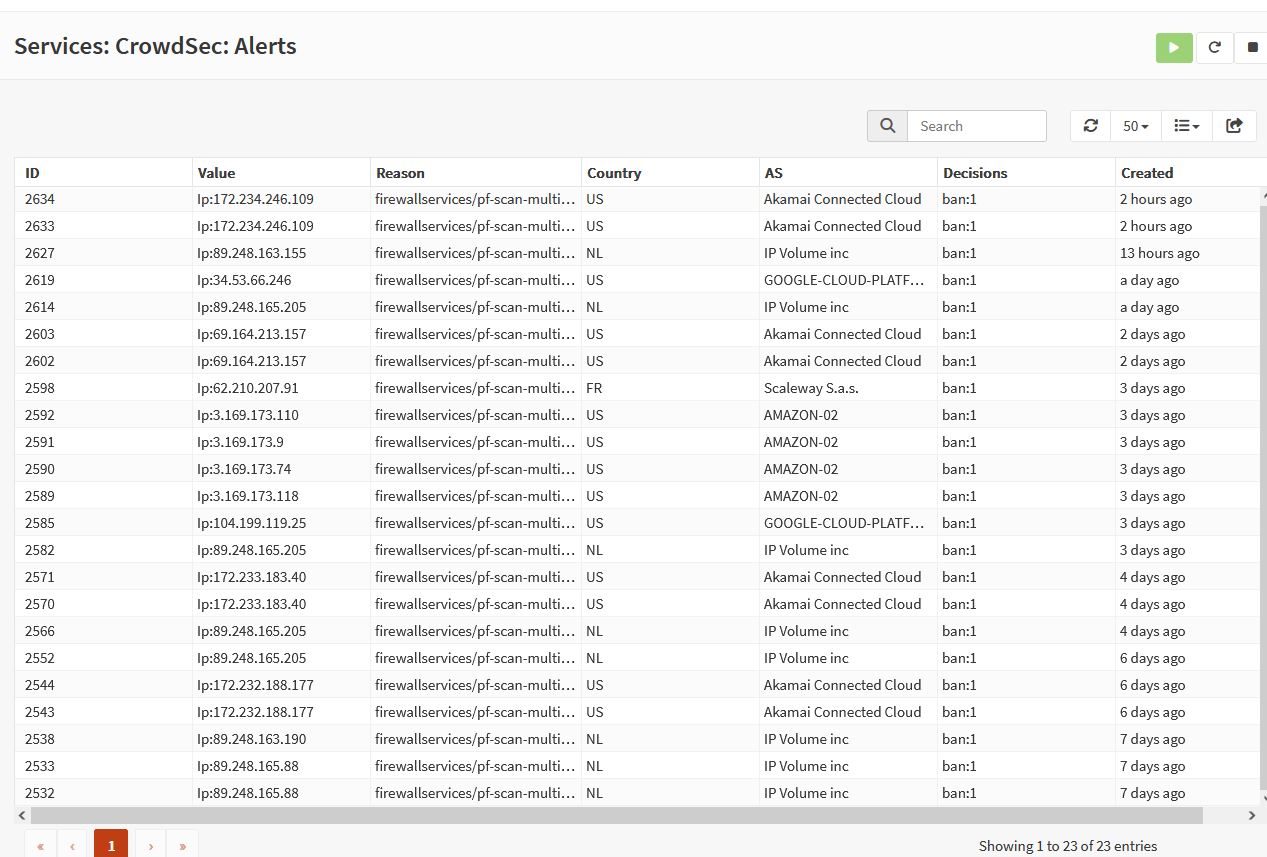 Services: CrowdSec: Alerts
Search
50
ID Value Reason Country AS Decisions Created
2634 Ip:172.234.246.109 firewallservices/pf-scan-multi... US Akamai Connected Cloud ban:1 2 hours ago
2633 Ip:172.234.246.109 firewallservices/pf-scan-multi... US Akamai Connected Cloud ban:1 2 hours ago
2627 Ip:89.248.163.155 firewallservices/pf-scan-multi... NL IP Volume inc ban:1 13 hours ago
2619 Ip:34.53.66.246 firewallservices/pf-scan-multi... US GOOGLE-CLOUD-PLATF... ban:1 a day ago
2614 Ip:89.248.165.205 firewallservices/pf-scan-multi... NL IP Volume inc ban:1 a day ago
2603 Ip:69.164.213.157 firewallservices/pf-scan-multi... US Akamai Connected Cloud ban:1 2 days ago
2602 Ip:69.164.213.157 firewallservices/pf-scan-multi... US Akamai Connected Cloud ban:1 2 days ago
2598 Ip:62.210.207.91 firewallservices/pf-scan-multi... FR Scaleway S.a.s. ban:1 3 days ago
2592 Ip:3.169.173.110 firewallservices/pf-scan-multi... US AMAZON-02 ban:1 3 days ago
2591 Ip:3.169.173.9 firewallservices/pf-scan-multi... US AMAZON-02 ban:1 3 days ago
2590 Ip:3.169.173.74 firewallservices/pf-scan-multi... US AMAZON-02 ban:1 3 days ago
2589 Ip:3.169.173.118 firewallservices/pf-scan-multi... US AMAZON-02 ban:1 3 days ago
2585 Ip:104.199.119.25 firewallservices/pf-scan-multi... US GOOGLE-CLOUD-PLATF... ban:1 3 days ago
2582 Ip:89.248.165.205 firewallservices/pf-scan-multi... NL IP Volume inc ban:1 3 days ago
2571 Ip:172.233.183.40 firewallservices/pf-scan-multi... US Akamai Connected Cloud ban:1 4 days ago
2570 Ip:172.233.183.40 firewallservices/pf-scan-multi... US Akamai Connected Cloud ban:1 4 days ago
2566 Ip:89.248.165.205 firewallservices/pf-scan-multi... NL IP Volume inc ban:1 4 days ago
2552 Ip:89.248.165.205 firewallservices/pf-scan-multi... NL IP Volume inc ban:1 6 days ago
2544 Ip:172.232.188.177 firewallservices/pf-scan-multi... US Akamai Connected Cloud ban:1 6 days ago
2543 Ip:172.232.188.177 firewallservices/pf-scan-multi... US Akamai Connected Cloud ban:1 6 days ago
2538 Ip:89.248.163.190 firewallservices/pf-scan-multi... NL IP Volume inc ban:1 7 days ago
2533 Ip:89.248.165.88 firewallservices/pf-scan-multi... NL IP Volume inc ban:1 7 days ago
2532 Ip:89.248.165.88 firewallservices/pf-scan-multi... NL IP Volume inc ban:1 7 days ago
« ‹ 1 › » Showing 1 to 23 of 23 entries